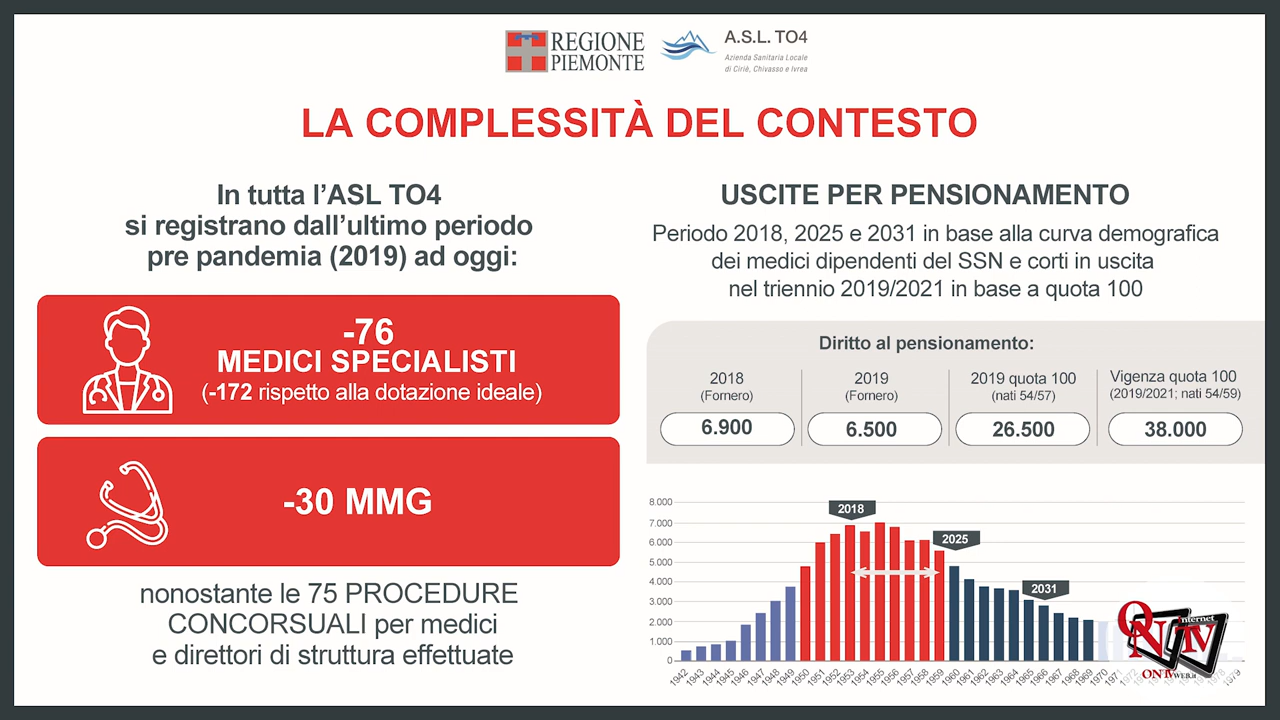 REGIONE
PIEMONTE
A.S.L. TO4
Azienda Sanitaria Locale
di Ciriè, Chivasso e Ivrea
LA COMPLESSITÀ DEL CONTESTO
In tutta l'ASL TO4
si registrano dall'ultimo periodo
pre pandemia (2019) ad oggi:
-76
MEDICI SPECIALISTI
(-172 rispetto alla dotazione ideale)
-30 MMG
nonostante le 75 PROCEDURE
CONCORSUALI per medici
e direttori di struttura effettuate
USCITE PER PENSIONAMENTO
Periodo 2018, 2025 e 2031 in base alla curva demografica
dei medici dipendenti del SSN e corti in uscita
nel triennio 2019/2021 in base a quota 100
Diritto al pensionamento:
2018
(Fornero)
6.900
2019
(Fornero)
6.500
2019 quota 100
(nati 54/57)
26.500
Vigenza quota 100
(2019/2021; nati 54/59)
38.000
8.000
7.000
6.000
5.000
4.000
3.000
2.000
1.000
0
2018
2025
2031
1942 1943 1944 1945 1946 1947 1948 1949 1950 1951 1952 1953 1954 1955 1956 1957 1958 1959 1960 1961 1962 1963 1964 1965 1966 1967 1968 1969 1970 1971
ON
internet
TV
ON TV WEB.it